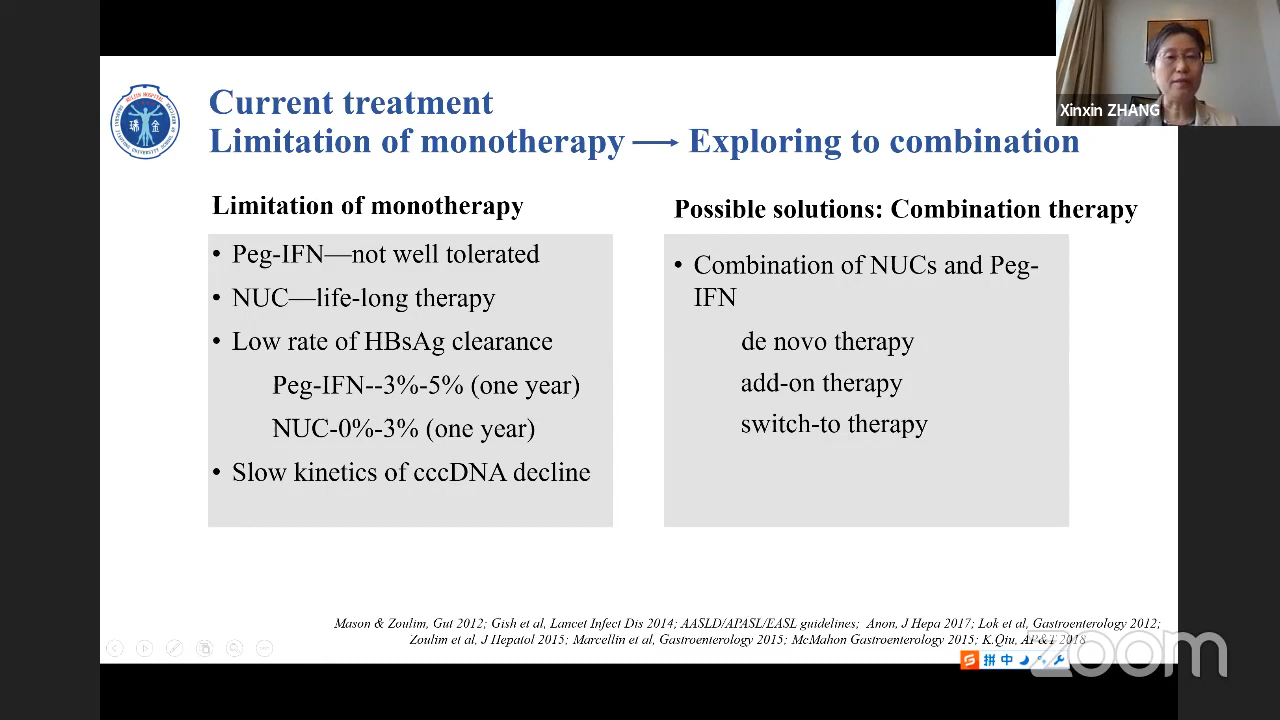 Xinxin ZHANG
Current treatment
Limitation of monotherapy → Exploring to combination
Limitation of monotherapy
• Peg-IFN—not well tolerated
• NUC—life-long therapy
• Low rate of HBsAg clearance
Peg-IFN--3%-5% (one year)
NUC-0%-3% (one year)
• Slow kinetics of cccDNA decline
Possible solutions: Combination therapy
• Combination of NUCs and Peg-
IFN
de novo therapy
add-on therapy
switch-to therapy
Mason & Zoulim, Gut 2012; Gish et al, Lancet Infect Dis 2014; AASLD/APASL/EASL guidelines; Anon, J Hepa 2017; Lok et al, Gastroenterology 2012;
Zoulim et al, J Hepatol 2015; Marcellin et al, Gastroenterology 2015; McMahon Gastroenterology 2015; K.Qiu, AP&T 2018
拼 中
zoom
瑞 金